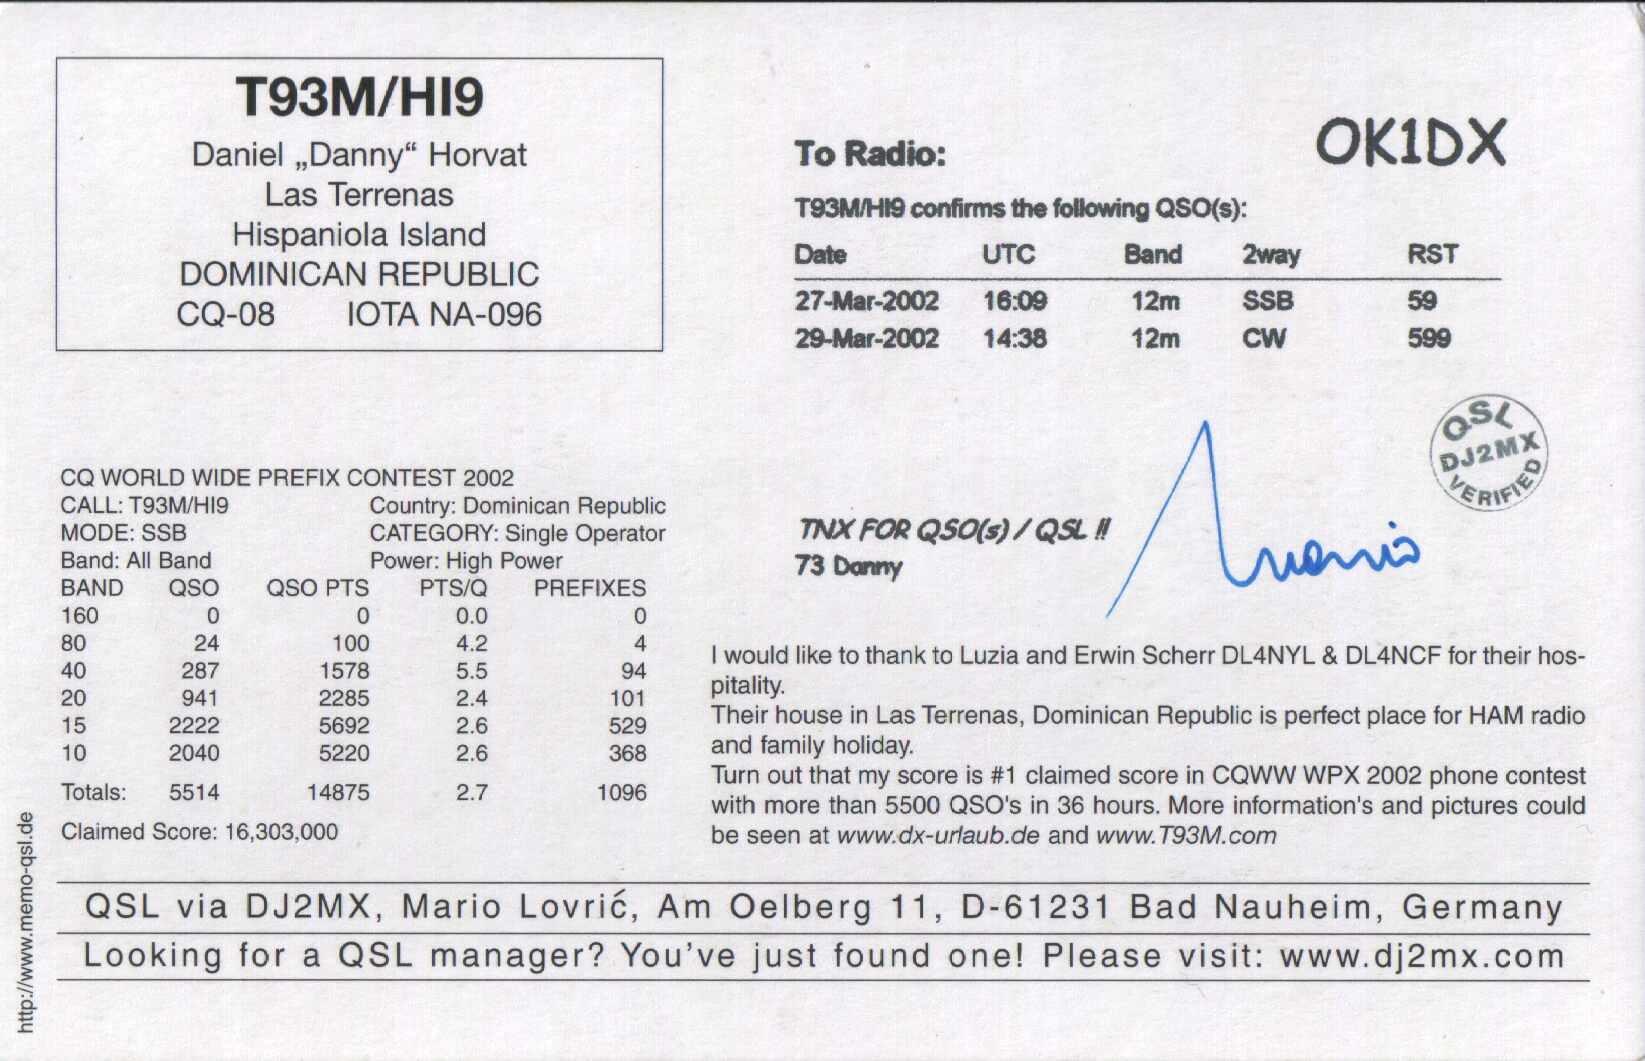 T93M/HI9
Daniel „Danny“ Horvat
Las Terrenas
Hispaniola Island
DOMINICAN REPUBLIC
CQ-08 IOTA NA-096
OK1DX
To Radio:
T93M/HI9 confirms the following QSO(s):
Date UTC Band 2way RST
27-Mar-2002 16:09 12m SSB 59
29-Mar-2002 14:38 12m CW 599
QSL
DJ2MX
VERIFIED
TNX FOR QSO(s) / QSL !!
73 Danny
CQ WORLD WIDE PREFIX CONTEST 2002
CALL: T93M/HI9 Country: Dominican Republic
MODE: SSB CATEGORY: Single Operator
Band: All Band Power: High Power
BAND QSO QSO PTS PTS/Q PREFIXES
160 0 0 0.0 0
80 24 100 4.2 4
40 287 1578 5.5 94
20 941 2285 2.4 101
15 2222 5692 2.6 529
10 2040 5220 2.6 368
Totals: 5514 14875 2.7 1096
Claimed Score: 16,303,000
I would like to thank to Luzia and Erwin Scherr DL4NYL & DL4NCF for their hos-
pitality.
Their house in Las Terrenas, Dominican Republic is perfect place for HAM radio
and family holiday.
Turn out that my score is #1 claimed score in CQWW WPX 2002 phone contest
with more than 5500 QSO's in 36 hours. More information's and pictures could
be seen at www.dx-urlaub.de and www.T93M.com
QSL via DJ2MX, Mario Lovrić, Am Oelberg 11, D-61231 Bad Nauheim, Germany
Looking for a QSL manager? You've just found one! Please visit: www.dj2mx.com
http://www.memo-qsl.de